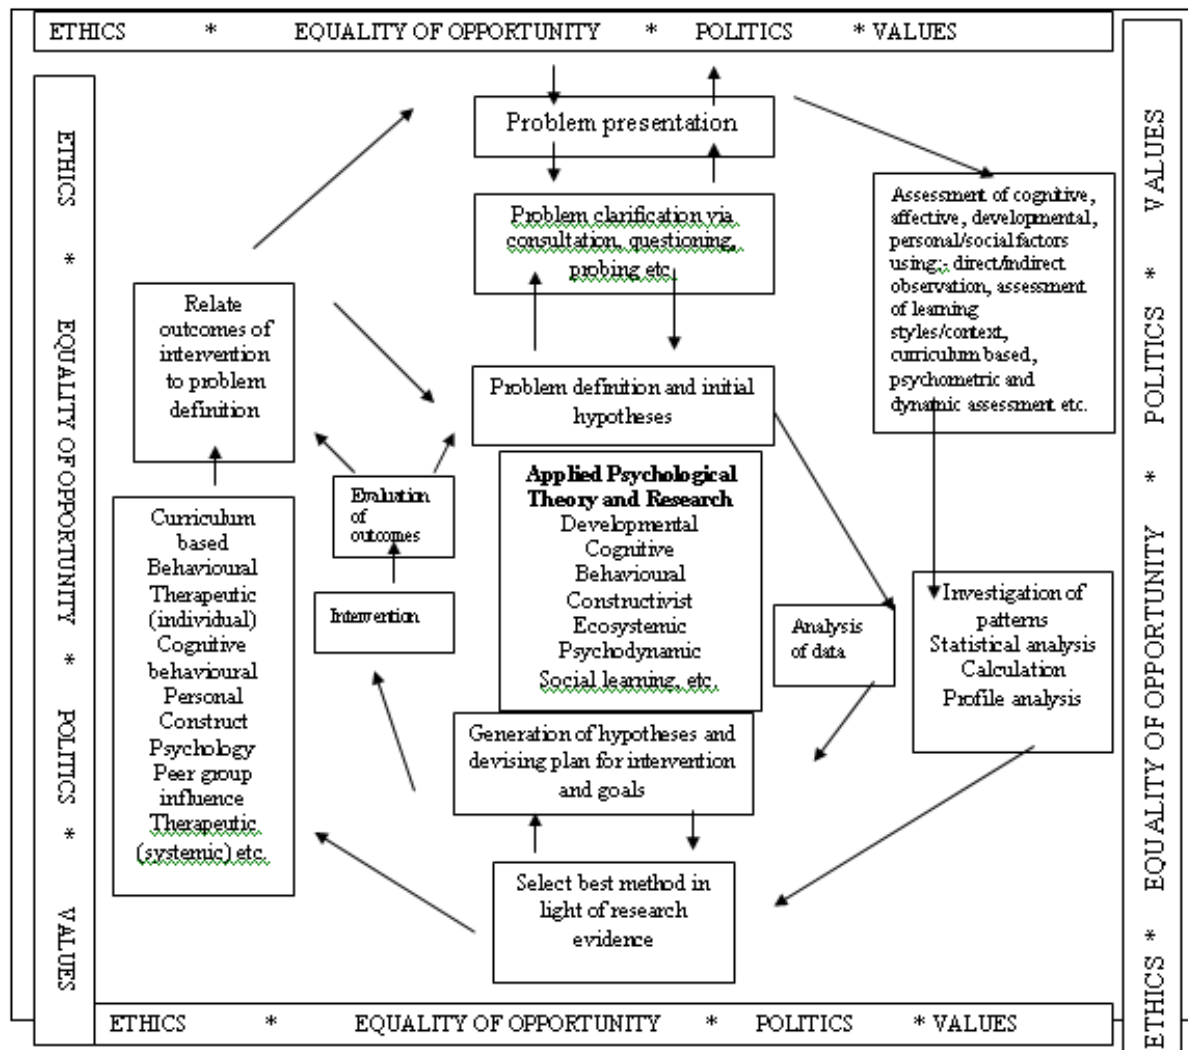 ETHICS * EQUALITY OF OPPORTUNITY * POLITICS * VALUES
Problem presentation
Problem clarification via
consultation, questioning,
probing etc.
Assessment of cognitive,
affective, developmental,
personal/social factors
using;- direct/indirect
observation, assessment
of learning
styles/context,
curriculum based,
psychometric and
dynamic assessment etc.
Relate
outcomes of
intervention
to problem
definition
Problem definition and initial
hypotheses
Applied Psychological
Theory and Research
Developmental
Cognitive
Behavioural
Constructivist
Ecosystemic
Psychodynamic
Social learning, etc.
Evaluation
of
outcomes
Intervention
Curriculum
based
Behavioural
Therapeutic
(individual)
Cognitive
behavioural
Personal
Construct
Psychology
Peer group
influence
Therapeutic
(systemic) etc.
Analysis
of data
Investigation of
patterns
Statistical analysis
Calculation
Profile analysis
Generation of hypotheses and
devising plan for intervention
and goals
Select best method in
light of research
evidence
ETHICS * EQUALITY OF OPPORTUNITY * POLITICS * VALUES
ETHICS * EQUALITY OF OPPORTUNITY * POLITICS * VALUES
ETHICS * EQUALITY OF OPPORTUNITY * POLITICS * VALUES